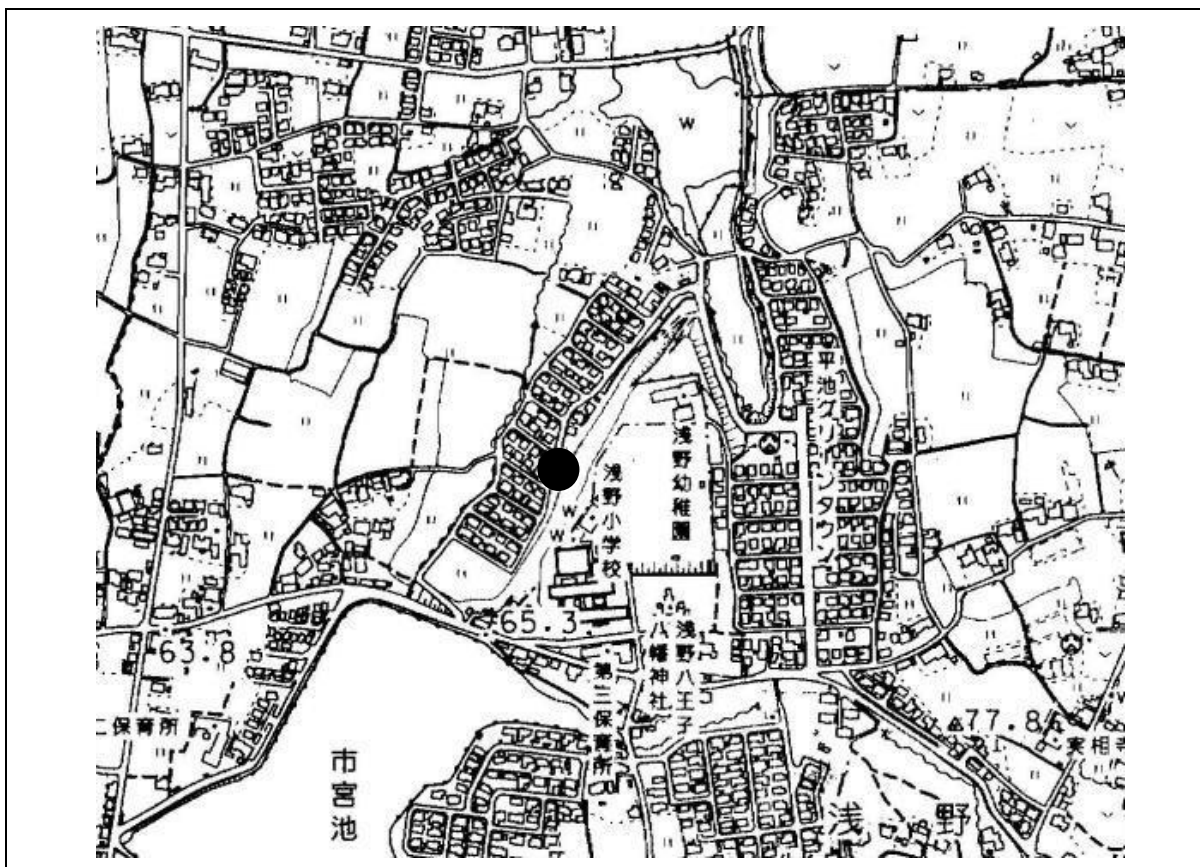 W
平池グリーンタウン
浅野幼稚園
浅野小学校
W
W
65.3
63.8
浅野八王子
八幡神社
第三保育所
77.8
実相寺
二保育所
市宮池
浅野
W